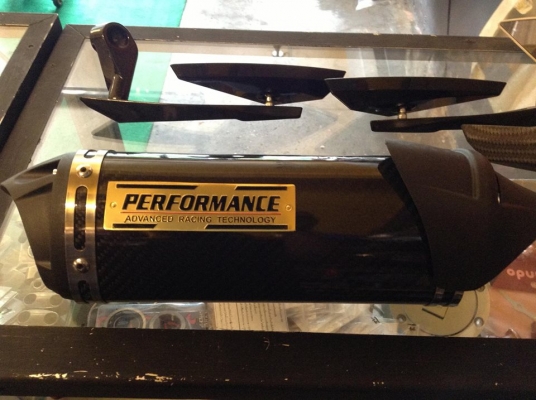 PERFORMANCE
ADVANCED RACING TECHNOLOGY